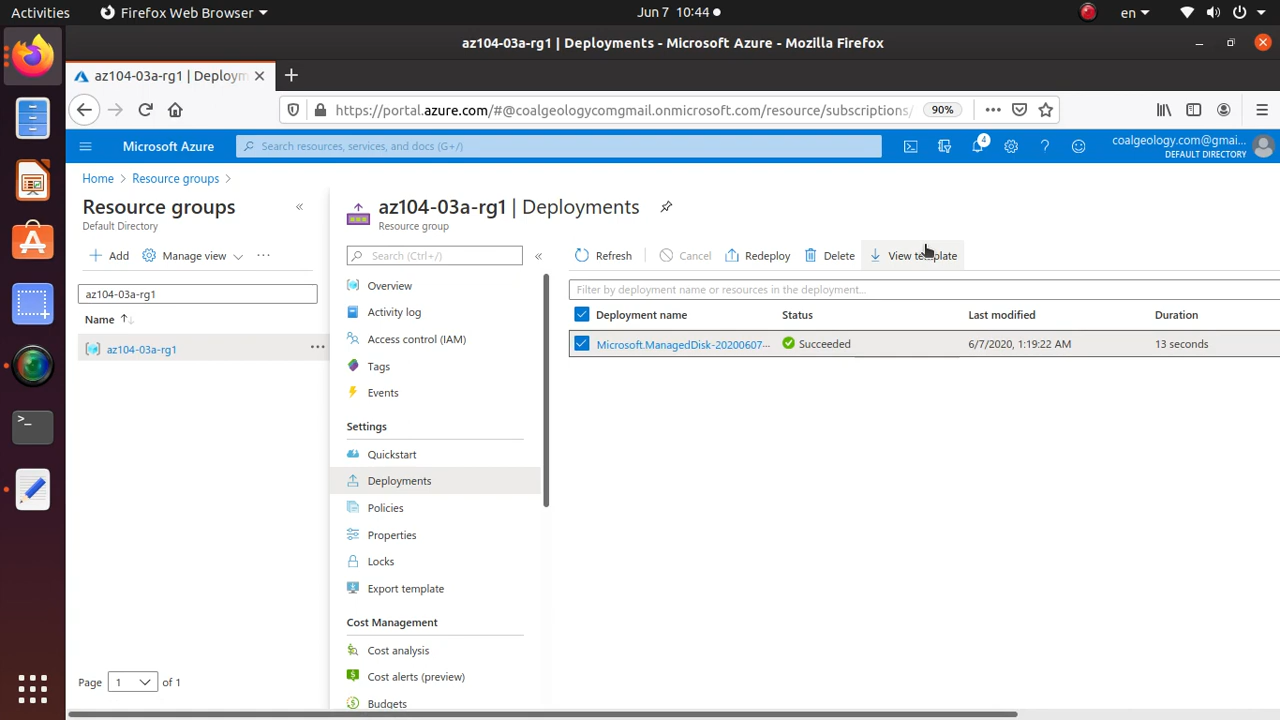 Activities Firefox Web Browser Jun 7 10:44 en
az104-03a-rg1 | Deployments - Microsoft Azure - Mozilla Firefox
az104-03a-rg1 | Deploym
https://portal.azure.com/#@coalgeologycomgmail.onmicrosoft.com/resource/subscriptions/ 90%
Microsoft Azure Search resources, services, and docs (G+/) 4 coalgeology.com@gmai...
DEFAULT DIRECTORY
Home > Resource groups >
Resource groups
Default Directory
Add Manage view
az104-03a-rg1
Name
az104-03a-rg1
Page 1 of 1
az104-03a-rg1 | Deployments
Resource group
Search (Ctrl+/)
Overview
Activity log
Access control (IAM)
Tags
Events
Settings
Quickstart
Deployments
Policies
Properties
Locks
Export template
Cost Management
Cost analysis
Cost alerts (preview)
Budgets
Refresh Cancel Redeploy Delete View template
Filter by deployment name or resources in the deployment...
Deployment name Status Last modified Duration
Microsoft.ManagedDisk-20200607... Succeeded 6/7/2020, 1:19:22 AM 13 seconds